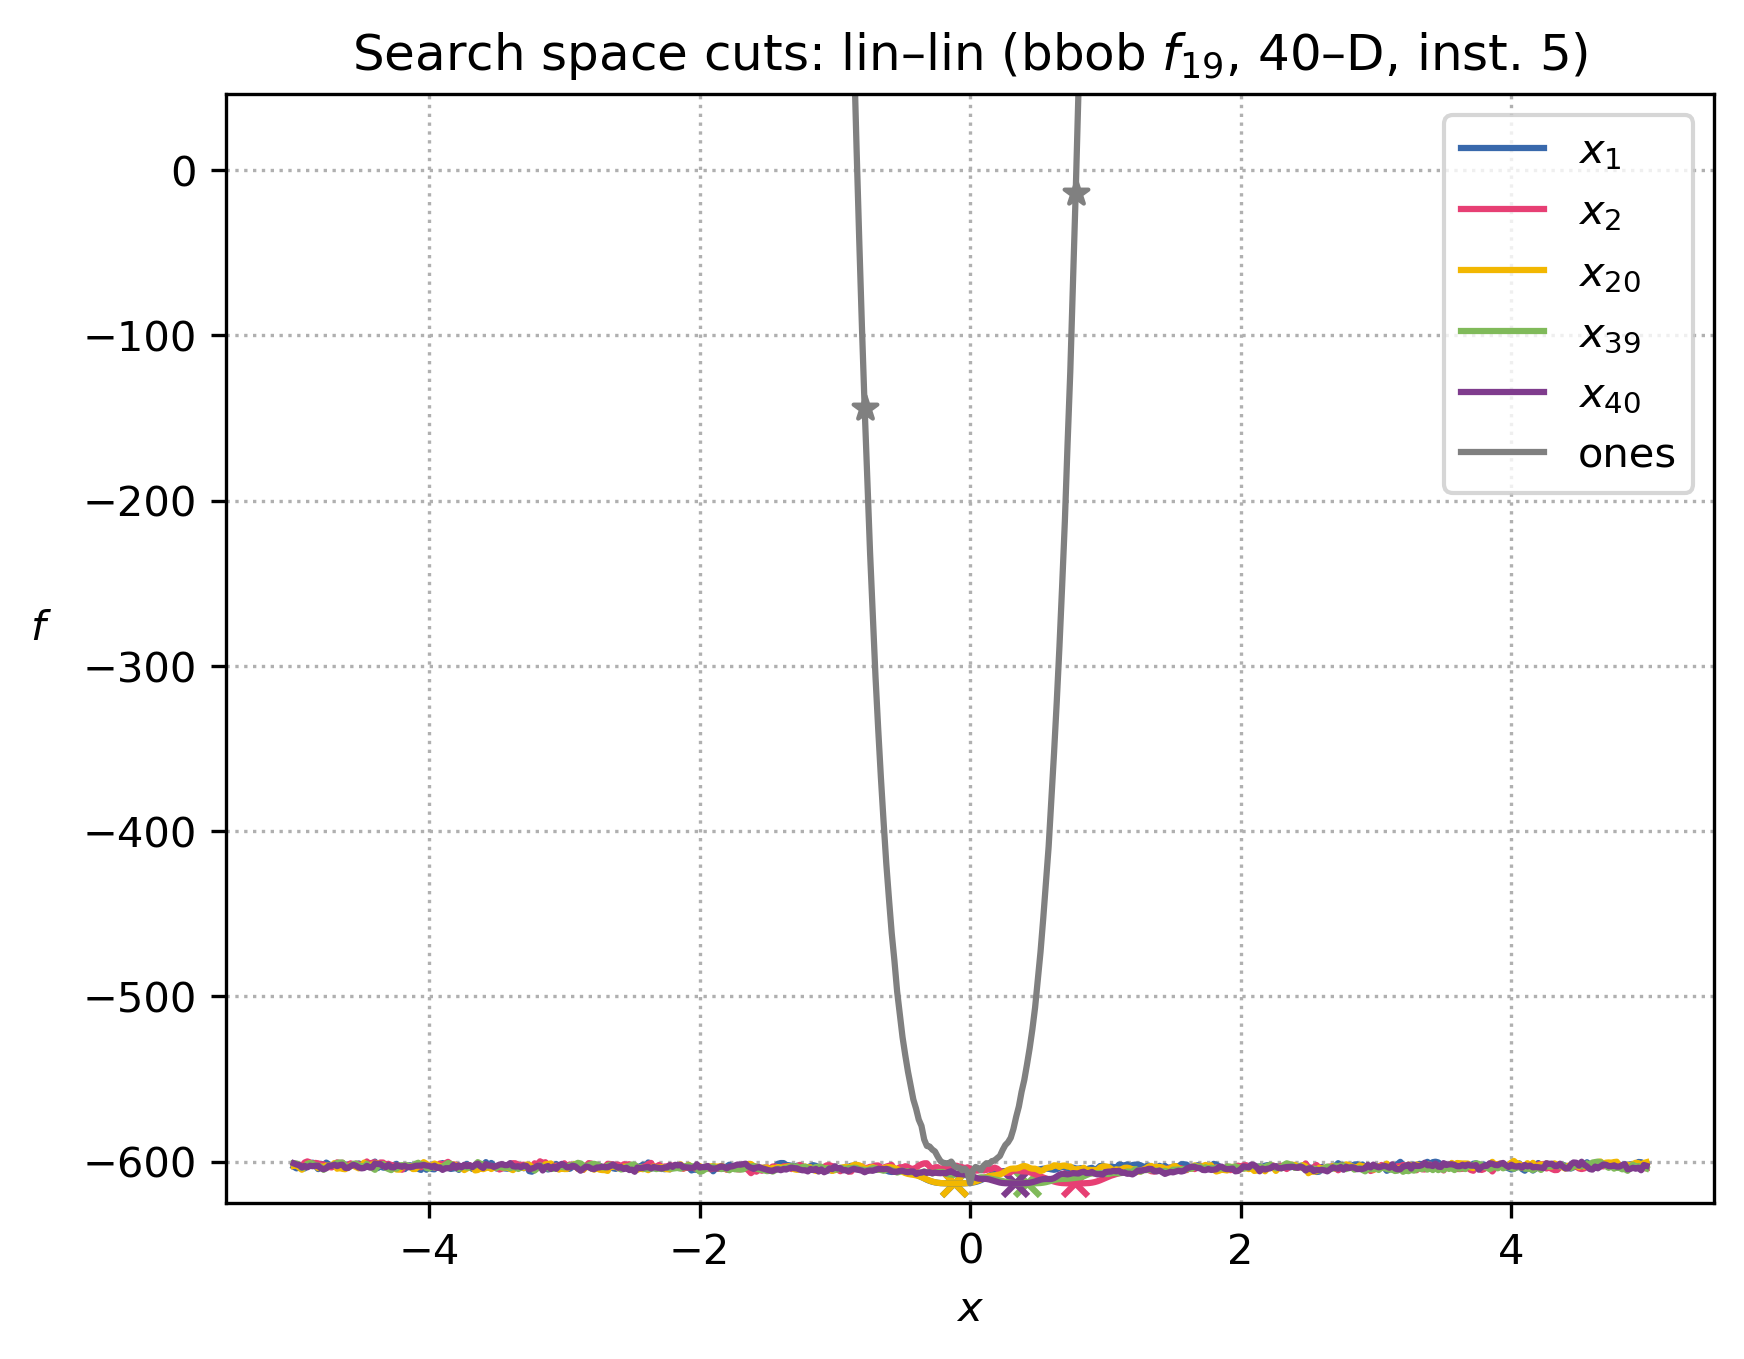 Search space cuts: lin–lin (bbob f19, 40–D, inst. 5)
x1
x2
x20
x39
x40
ones
f
0
−100
−200
−300
−400
−500
−600
−4
−2
0
2
4
x